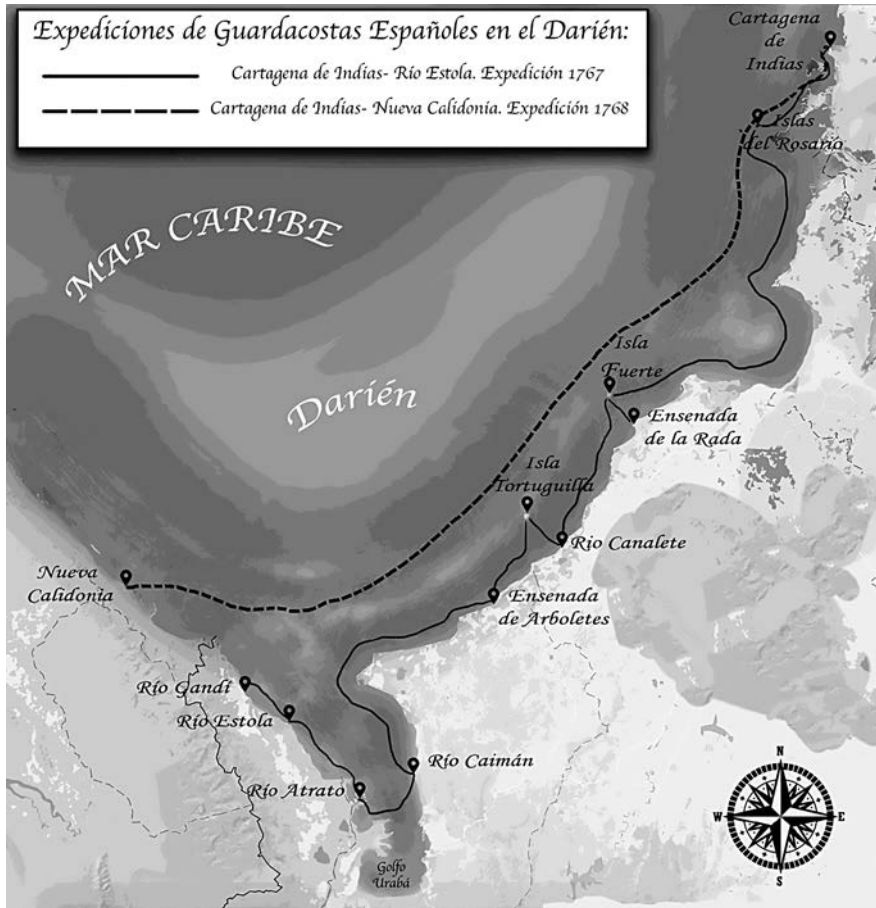 Expediciones de Guardacostas Españoles en el Darién:
Cartagena de Indias- Río Estola. Expedición 1767
Cartagena de Indias- Nueva Calidonia. Expedición 1768
Cartagena
de
Indias
Islas
del Rosario
MAR CARIBE
Darién
Isla
Fuerte
Ensenada
de la Rada
Isla
Tortuguilla
Río Canalete
Nueva
Calidonia
Ensenada
de Arboletes
Río Gandí
Río Estola
Río Caimán
Río Atrato
Golfo
Urabá
N
W
E
S